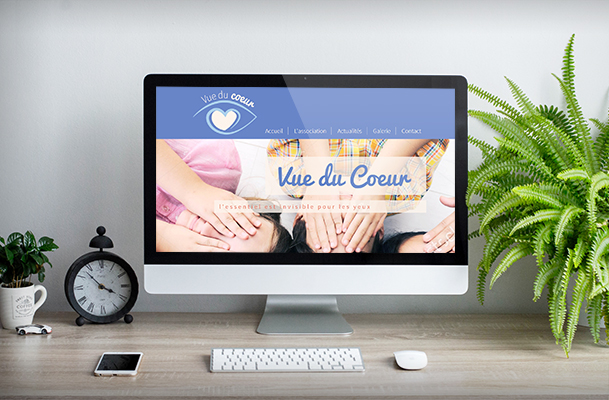 Vue du coeur
Accueil | L'association | Actualités | Galerie | Contact
Vue du Coeur
l'essentiel est invisible pour les yeux